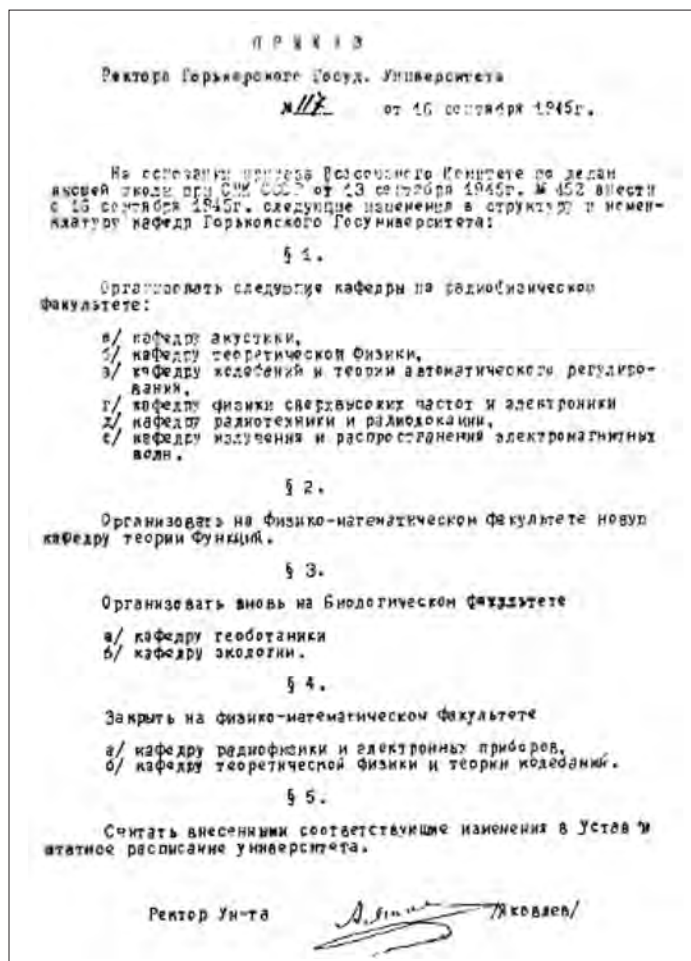 ПРИКАЗ
Ректора Горьковского Госуд. Университета
№ 117 от 16 сентября 1945г.
На основании приказа Всесоюзного Комитета по делам
высшей школы при СНК СССР от 13 сентября 1945г. № 452 внести
с 16 сентября 1945г. следующие изменения в структуру и номен-
клатуру кафедр Горьковского Госуниверситета:
§ 1.
Организовать следующие кафедры на радиофизическом
факультете:
а/ кафедру акустики,
б/ кафедру теоретической физики,
в/ кафедру колебаний и теории автоматического регулиро-
вания,
г/ кафедру физики сверхвысоких частот и электроники
д/ кафедру радиотехники и радиолокации,
е/ кафедру излучения и распространения электромагнитных
волн.
§ 2.
Организовать на физико-математическом факультете новую
кафедру теории функций.
§ 3.
Организовать вновь на Биологическом факультете
а/ кафедру геоботаники
б/ кафедру экологии.
§ 4.
Закрыть на физико-математическом факультете
а/ кафедру радиофизики и электронных приборов,
б/ кафедру теоретической физики и теории колебаний.
§ 5.
Считать внесенными соответствующие изменения в Устав и
штатное расписание университета.
Ректор Ун-та /Яковлев/